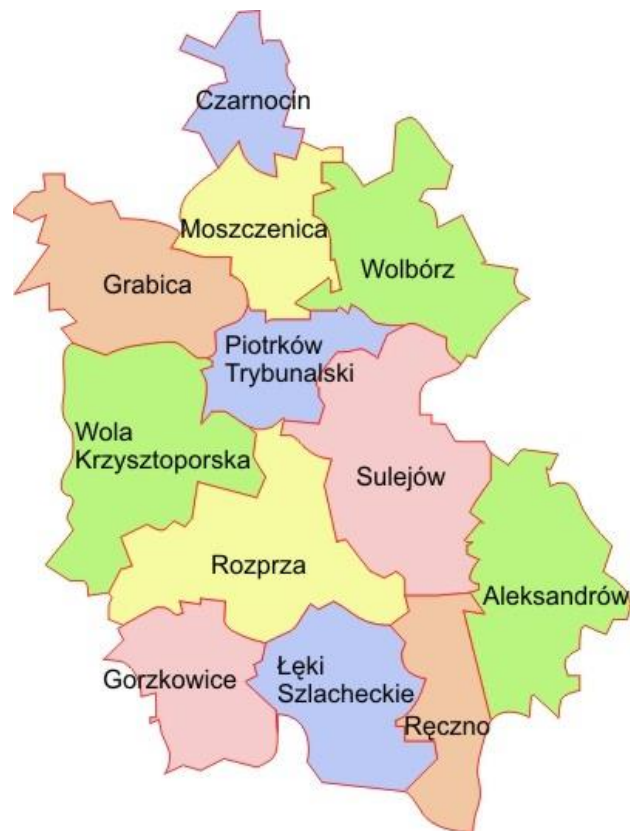 Czarnocin
Moszczenica
Wolbórz
Grabica
Piotrków
Trybunalski
Wola
Krzysztoporska
Sulejów
Rozprza
Aleksandrów
Gorzkowice
Łęki
Szlacheckie
Ręczno